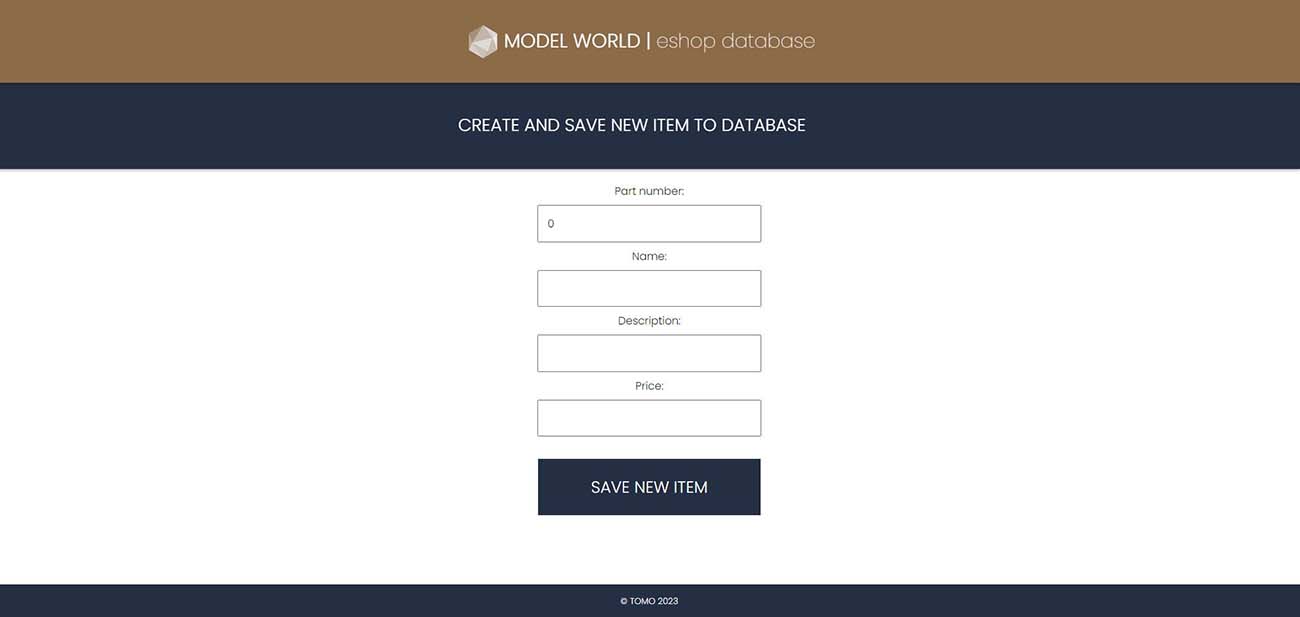 MODEL WORLD | eshop database
CREATE AND SAVE NEW ITEM TO DATABASE
Part number:
0
Name:
Description:
Price:
SAVE NEW ITEM
© TOMO 2023